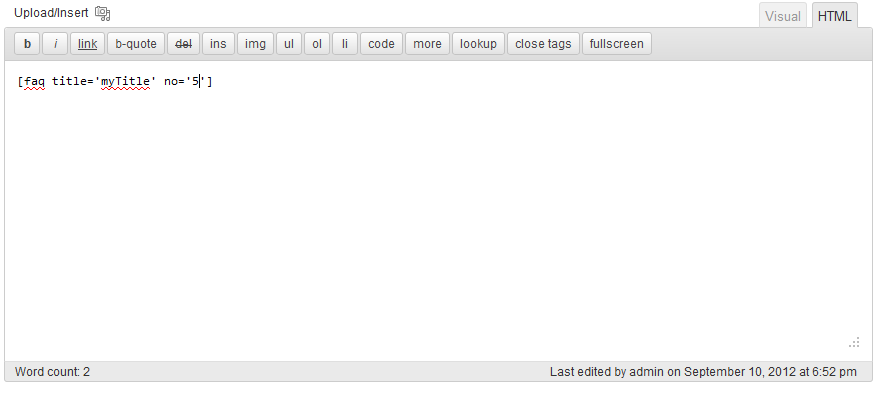 Upload/Insert Visual HTML
b i link b-quote del ins img ul ol li code more lookup close tags fullscreen
[faq title='myTitle' no='5']
Word count: 2 Last edited by admin on September 10, 2012 at 6:52 pm